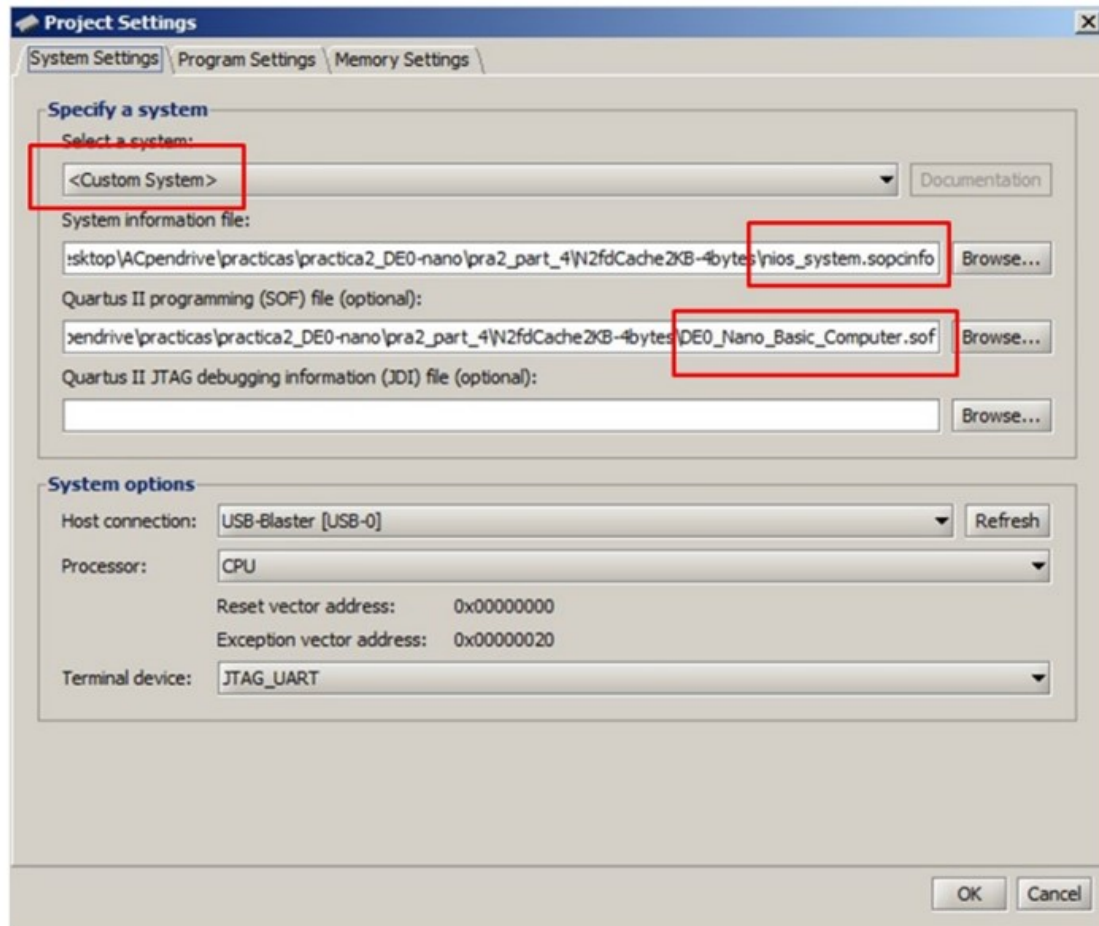 Project Settings
System Settings Program Settings Memory Settings
Specify a system
Select a system:
<Custom System> Documentation
System information file:
esktop\ACpendrive\practicas\practica2_DE0-nano\pra2_part_4\N2fdCache2KB-4bytes\nios_system.sopcinfo Browse...
Quartus II programming (SOF) file (optional):
pendrive\practicas\practica2_DE0-nano\pra2_part_4\N2fdCache2KB-4bytes\DE0_Nano_Basic_Computer.sof Browse...
Quartus II JTAG debugging information (JDI) file (optional):
Browse...
System options
Host connection: USB-Blaster [USB-0] Refresh
Processor: CPU
Reset vector address: 0x00000000
Exception vector address: 0x00000020
Terminal device: JTAG_UART
OK Cancel